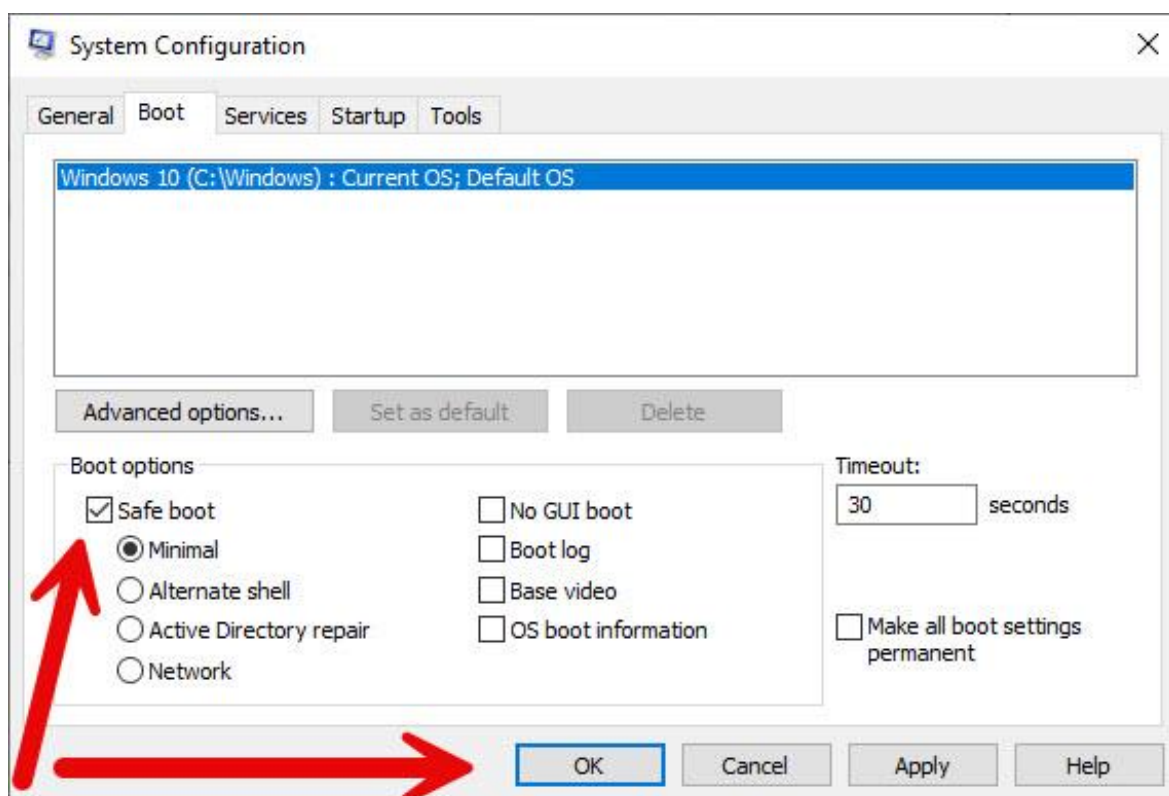 System Configuration
General Boot Services Startup Tools
Windows 10 (C:\Windows) : Current OS; Default OS
Advanced options... Set as default Delete
Boot options
Safe boot
Minimal
Alternate shell
Active Directory repair
Network
No GUI boot
Boot log
Base video
OS boot information
Timeout:
30 seconds
Make all boot settings
permanent
OK Cancel Apply Help